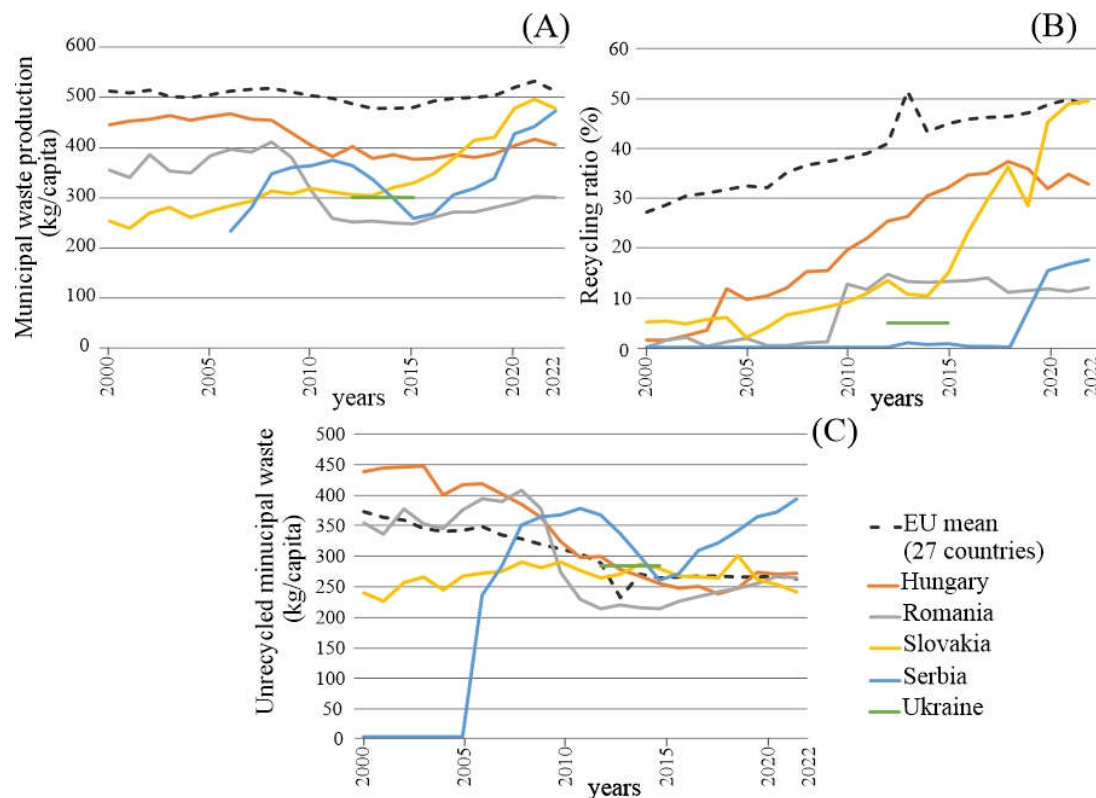 (A)
Municipal waste production
(kg/capita)
600
500
400
300
200
100
0
2000
2005
2010
2015
2020
2022
years
(B)
Recycling ratio (%)
60
50
40
30
20
10
0
2000
2005
2010
2015
2020
2022
years
(C)
Unrecycled minucipal waste
(kg/capita)
500
450
400
350
300
250
200
150
100
50
0
2000
2005
2010
2015
2020
2022
years
EU mean
(27 countries)
Hungary
Romania
Slovakia
Serbia
Ukraine